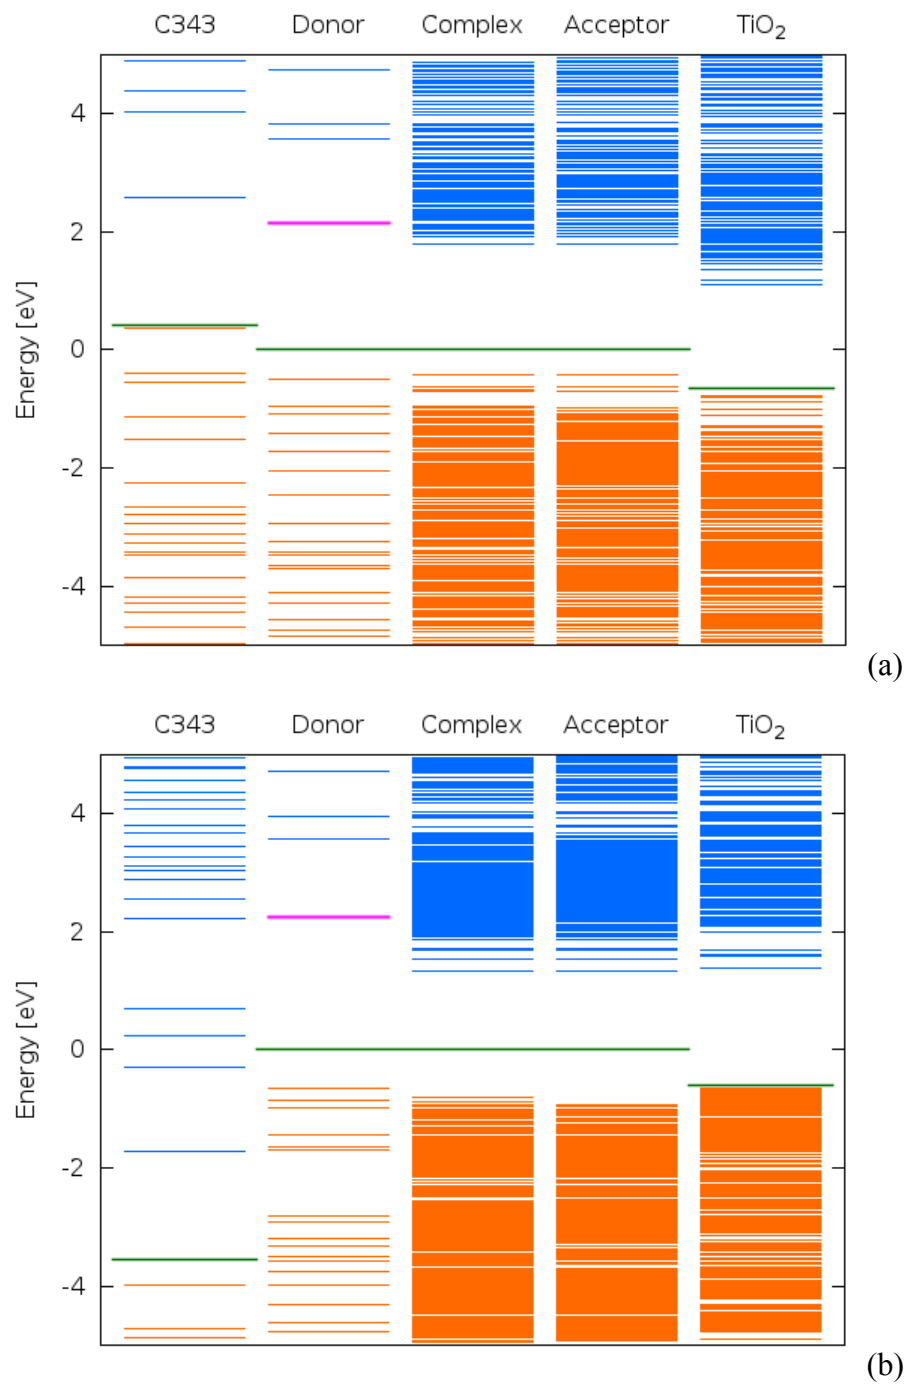 C343 Donor Complex Acceptor TiO₂
4
2
0
-2
-4
Energy [eV]
(a)
C343 Donor Complex Acceptor TiO₂
4
2
0
-2
-4
Energy [eV]
(b)